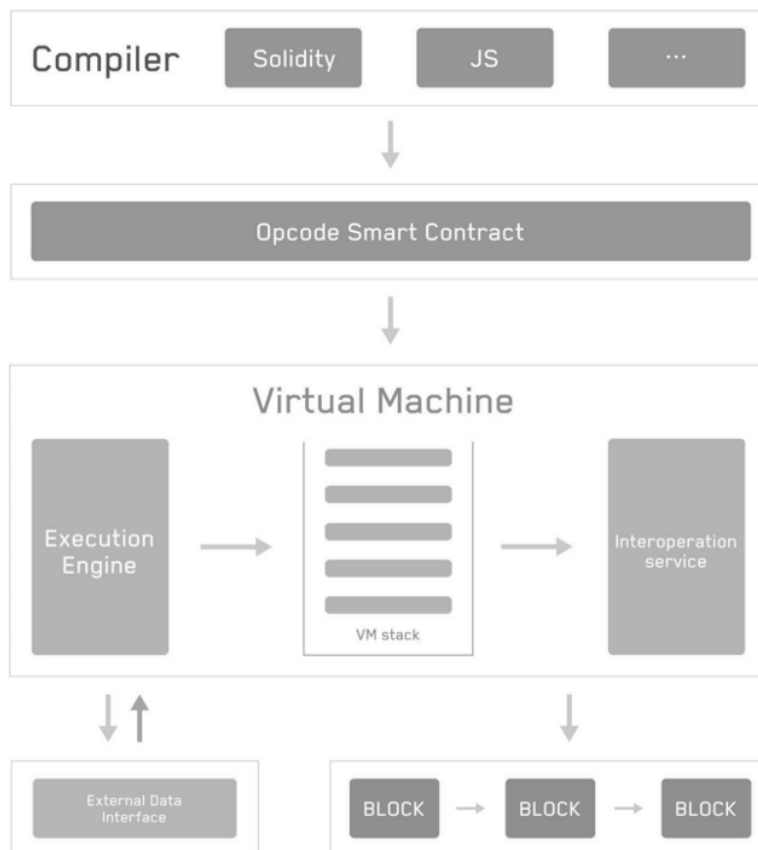 Compiler
Solidity
JS
...
Opcode Smart Contract
Virtual Machine
Execution
Engine
VM stack
Interoperation
service
External Data
Interface
BLOCK
BLOCK
BLOCK